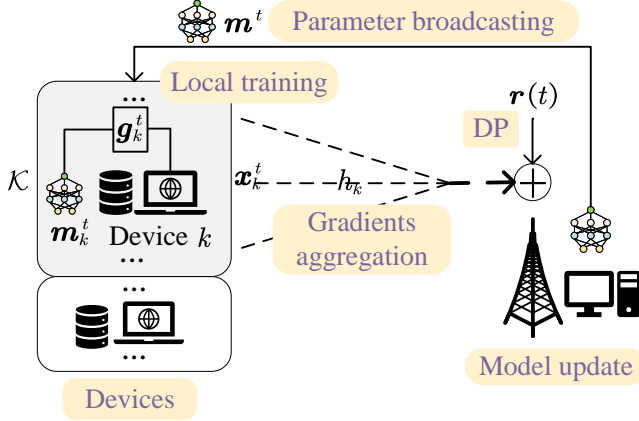 m^t Parameter broadcasting
...
Local training
r(t)
g_k^t
DP
K
x_k^t
h_k
m_k^t
Device k
...
Gradients
aggregation
...
...
Model update
Devices